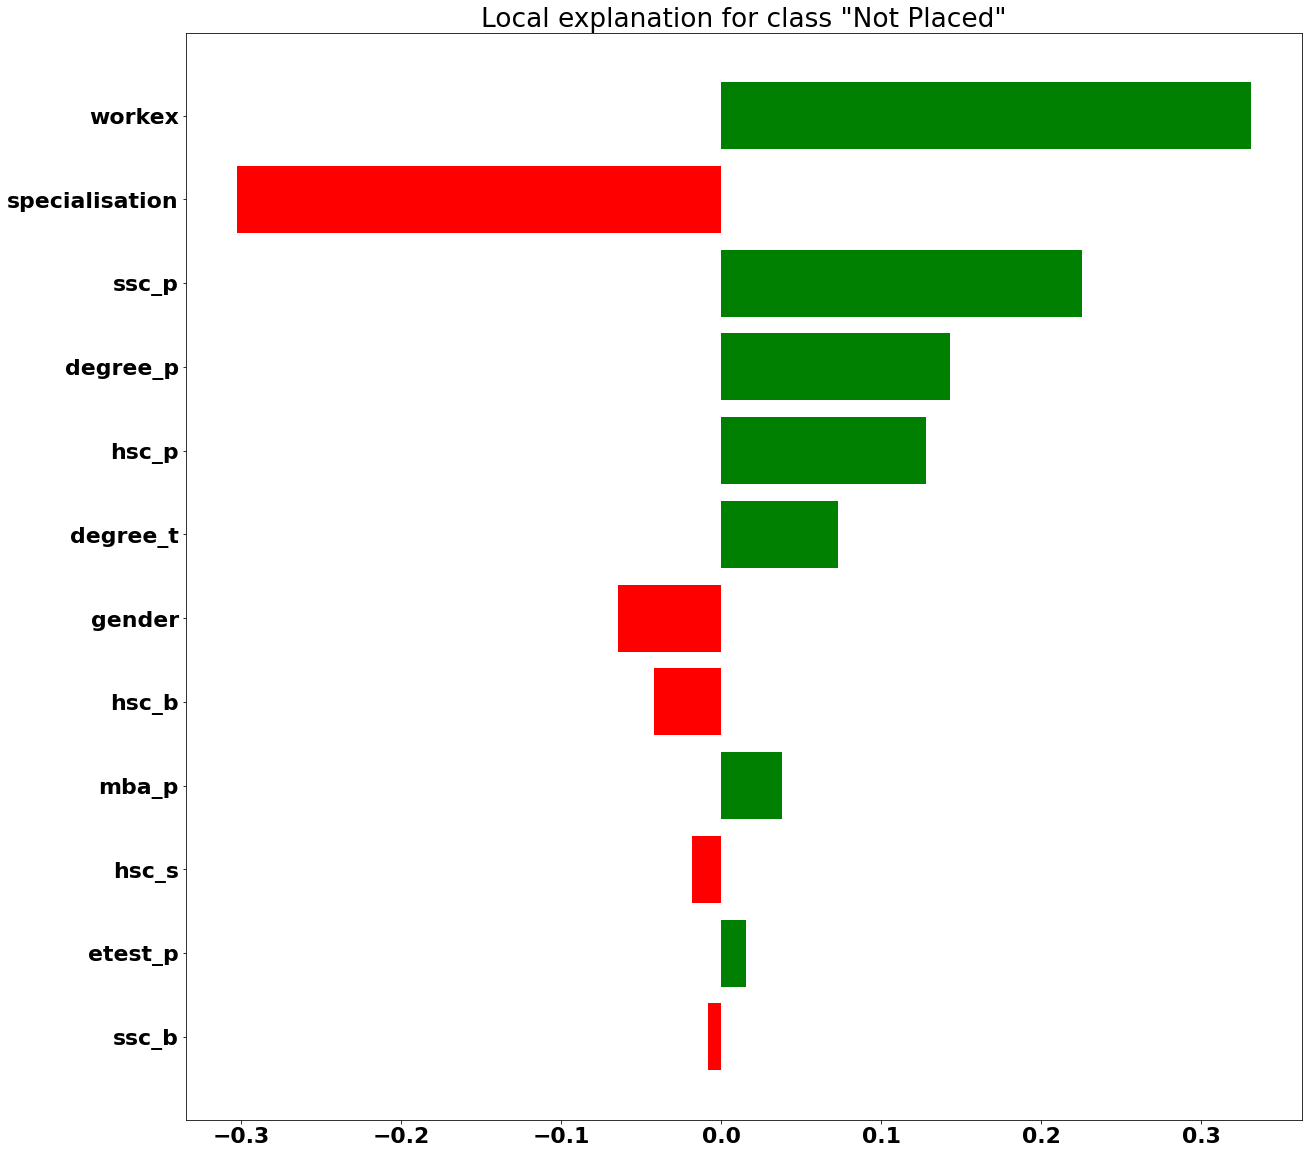 Local explanation for class "Not Placed"
workex
specialisation
ssc_p
degree_p
hsc_p
degree_t
gender
hsc_b
mba_p
hsc_s
etest_p
ssc_b
−0.3 −0.2 −0.1 0.0 0.1 0.2 0.3